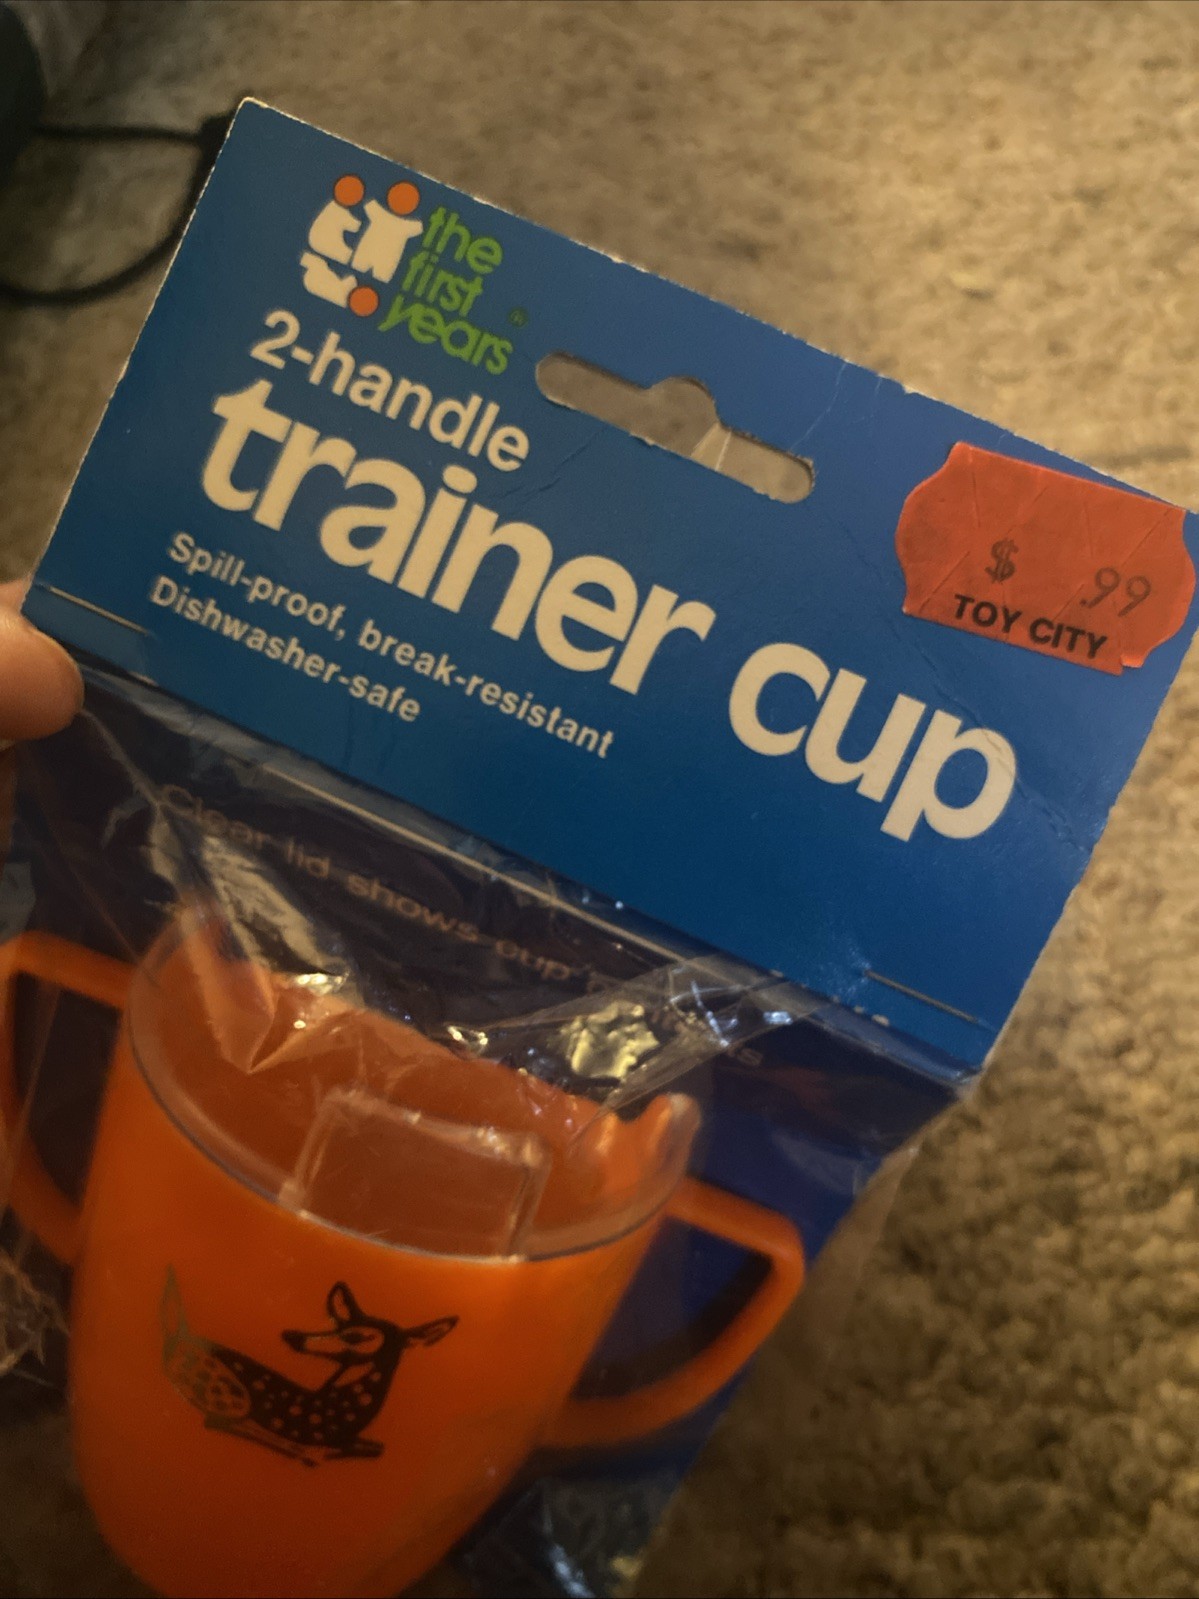 the
first
years®
2-handle
trainer cup
Spill-proof, break-resistant
Dishwasher-safe
$ .99
TOY CITY
Clear lid shows cup